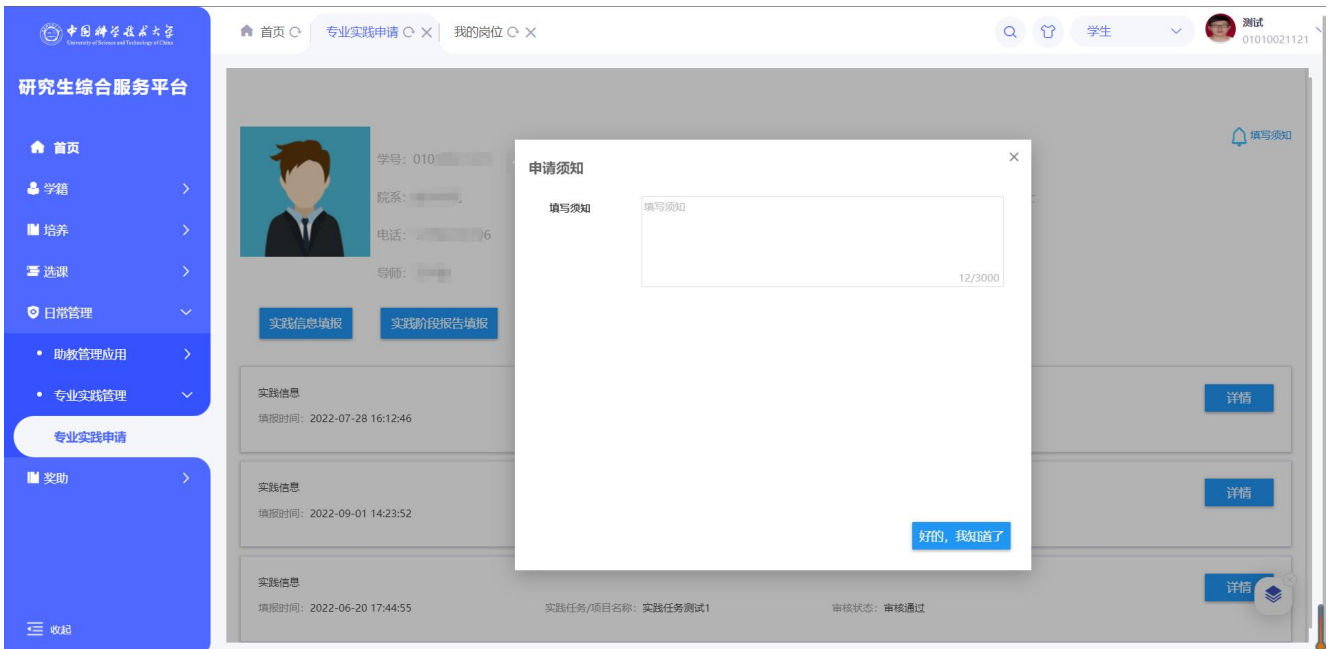 中国科学技术大学
University of Science and Technology of China
首页 专业实践申请 我的岗位
学生
测试
01010021121
研究生综合服务平台
首页
学籍
培养
选课
日常管理
助教管理应用
专业实践管理
专业实践申请
奖助
收起
填写须知
学号：010
院系：
电话： 6
导师：
实践信息填报 实践阶段报告填报
申请须知
填写须知 填写须知
12/3000
好的，我知道了
实践信息
填报时间：2022-07-28 16:12:46
详情
实践信息
填报时间：2022-09-01 14:23:52
详情
实践信息
填报时间：2022-06-20 17:44:55 实践任务/项目名称：实践任务测试1 审核状态：审核通过
详情